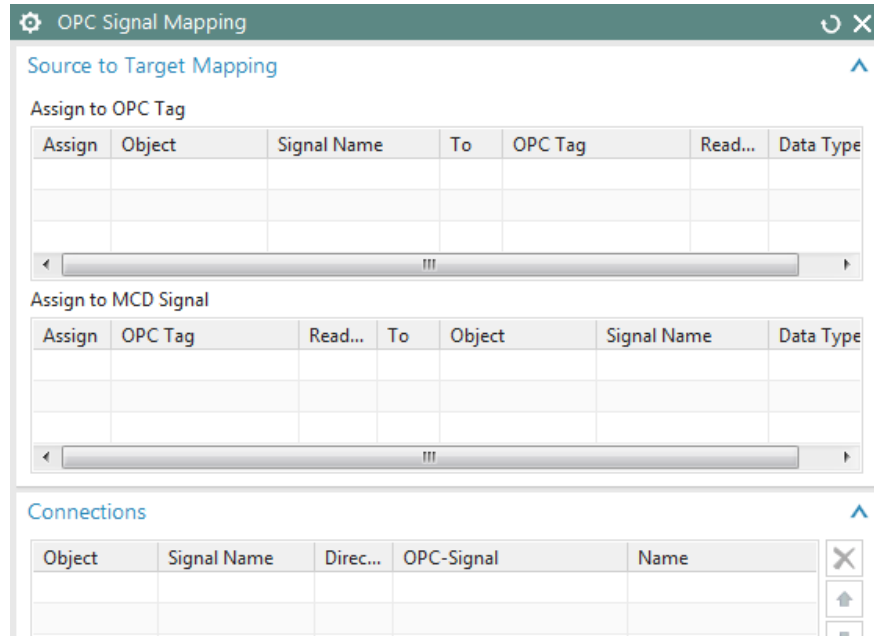 OPC Signal Mapping
Source to Target Mapping
Assign to OPC Tag
Assign Object Signal Name To OPC Tag Read... Data Type
Assign to MCD Signal
Assign OPC Tag Read... To Object Signal Name Data Type
Connections
Object Signal Name Direc... OPC-Signal Name